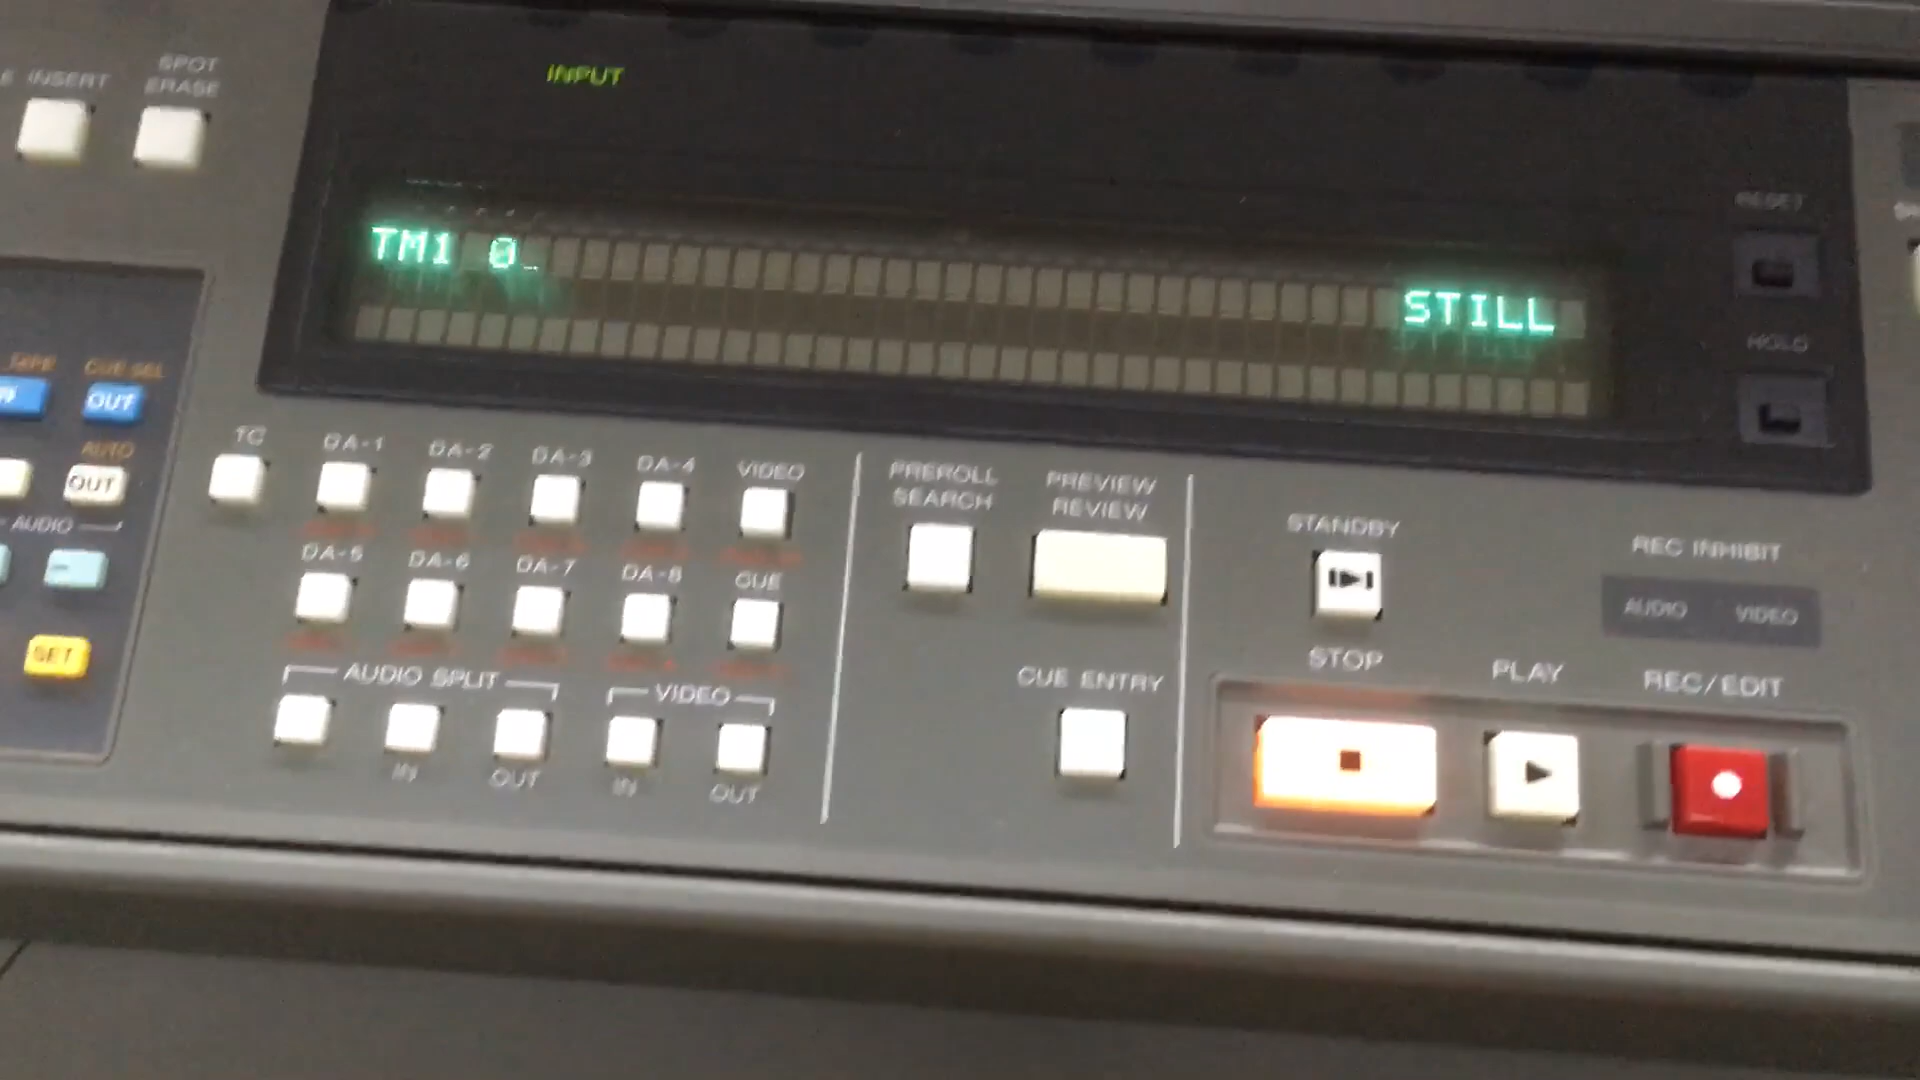 INSERT
SPOT
ERASE
INPUT
RESET
TM1 0_
STILL
HOLD
TAPE
CUE SEL
OUT
AUTO
OUT
AUDIO
SET
TC
DA-1
DA-2
DA-3
DA-4
VIDEO
DA-5
DA-6
DA-7
DA-8
CUE
AUDIO SPLIT
VIDEO
IN
OUT
IN
OUT
PREROLL
SEARCH
PREVIEW
REVIEW
CUE ENTRY
STANDBY
REC INHIBIT
AUDIO
VIDEO
STOP
PLAY
REC/EDIT